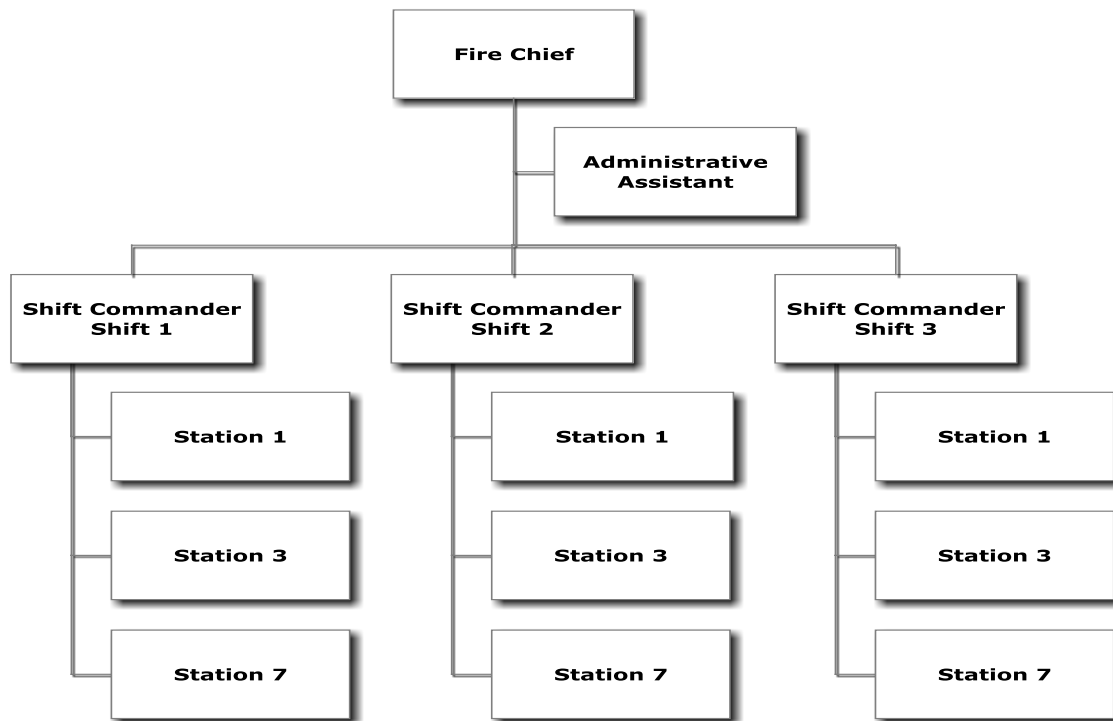 Fire Chief
Administrative
Assistant
Shift Commander
Shift 1
Shift Commander
Shift 2
Shift Commander
Shift 3
Station 1
Station 1
Station 1
Station 3
Station 3
Station 3
Station 7
Station 7
Station 7